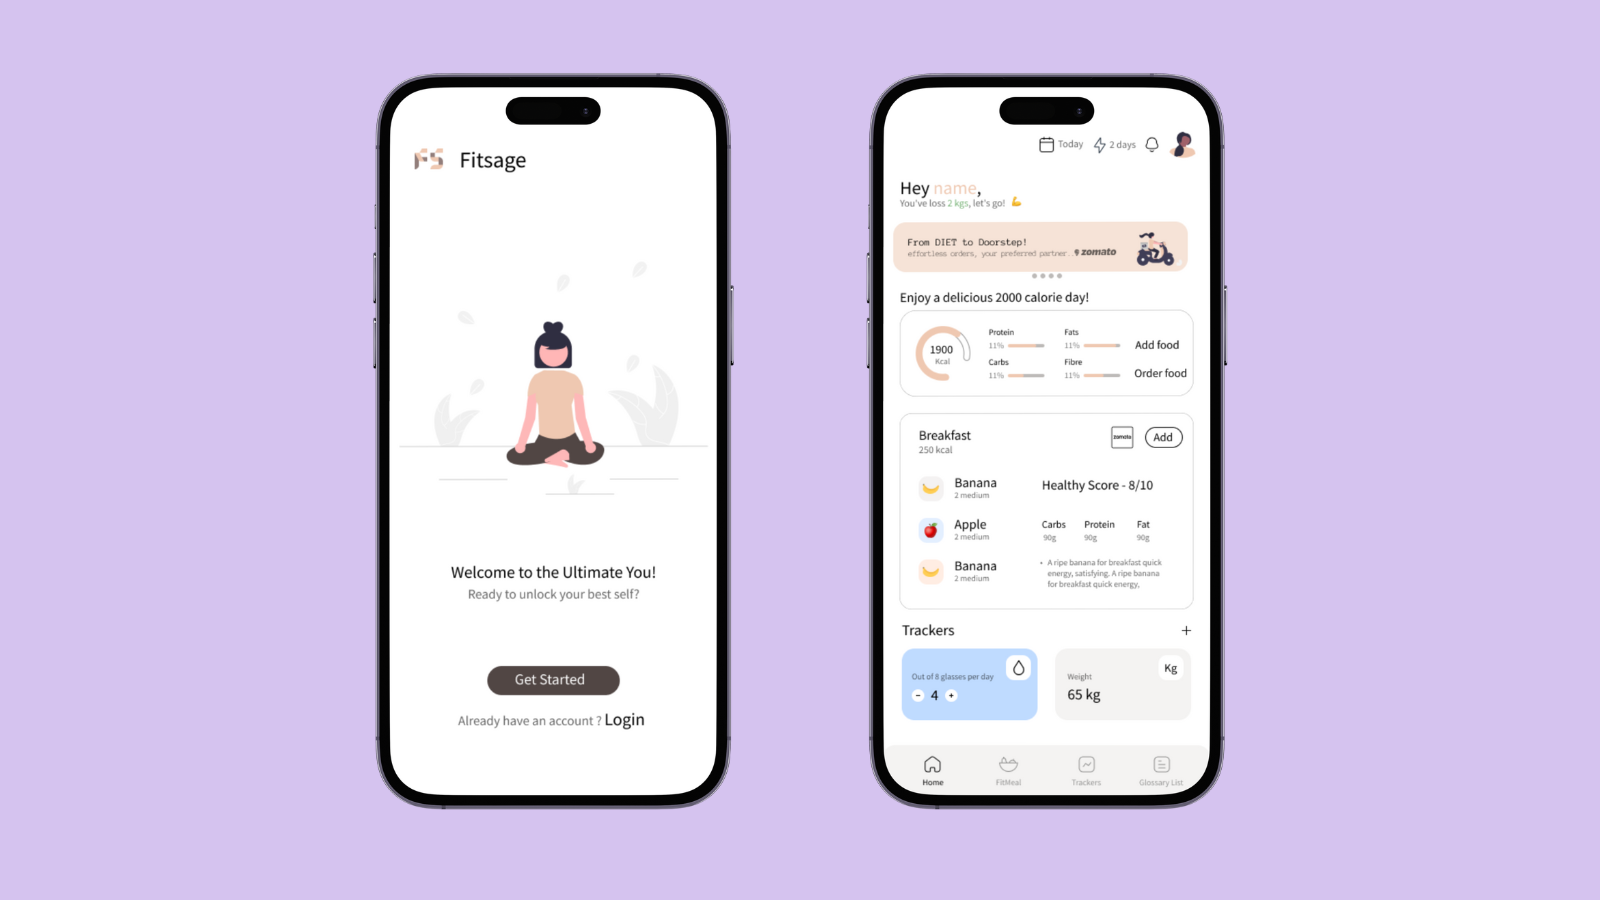 FS Fitsage
Welcome to the Ultimate You!
Ready to unlock your best self?
Get Started
Already have an account ? Login
Today 2 days
Hey name,
You've loss 2 kgs, let's go!
From DIET to Doorstep!
effortless orders, your preferred partner.. zomato
Enjoy a delicious 2000 calorie day!
1900
Kcal
Protein
11%
Fats
11%
Carbs
11%
Fibre
11%
Add food
Order food
Breakfast
250 kcal
zomato
Add
Banana
2 medium
Apple
2 medium
Banana
2 medium
Healthy Score - 8/10
Carbs Protein Fat
90g 90g 90g
• A ripe banana for breakfast quick
energy, satisfying. A ripe banana
for breakfast quick energy,
Trackers +
Out of 8 glasses per day
- 4 +
Kg
Weight
65 kg
Home FitMeal Trackers Glossary List